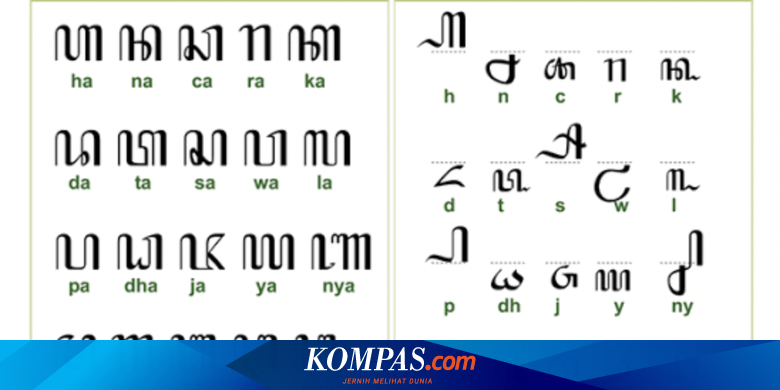 ꦲ ꦤ ꦕ ꦫ ꦏ
ha na ca ra ka
ꦢ ꦠ ꦱ ꦮ ꦭ
da ta sa wa la
ꦥ ꦝ ꦗ ꦪ ꦚ
pa dha ja ya nya
꧀ꦲ ꧀ꦤ ꧀ꦕ ꧀ꦫ ꧀ꦏ
h n c r k
꧀ꦢ ꧀ꦠ ꧀ꦱ ꧀ꦮ ꧀ꦭ
d t s w l
꧀ꦥ ꧀ꦝ ꧀ꦗ ꧀ꦪ ꧀ꦚ
p dh j y ny
KOMPAS.com
JERNIH MELIHAT DUNIA